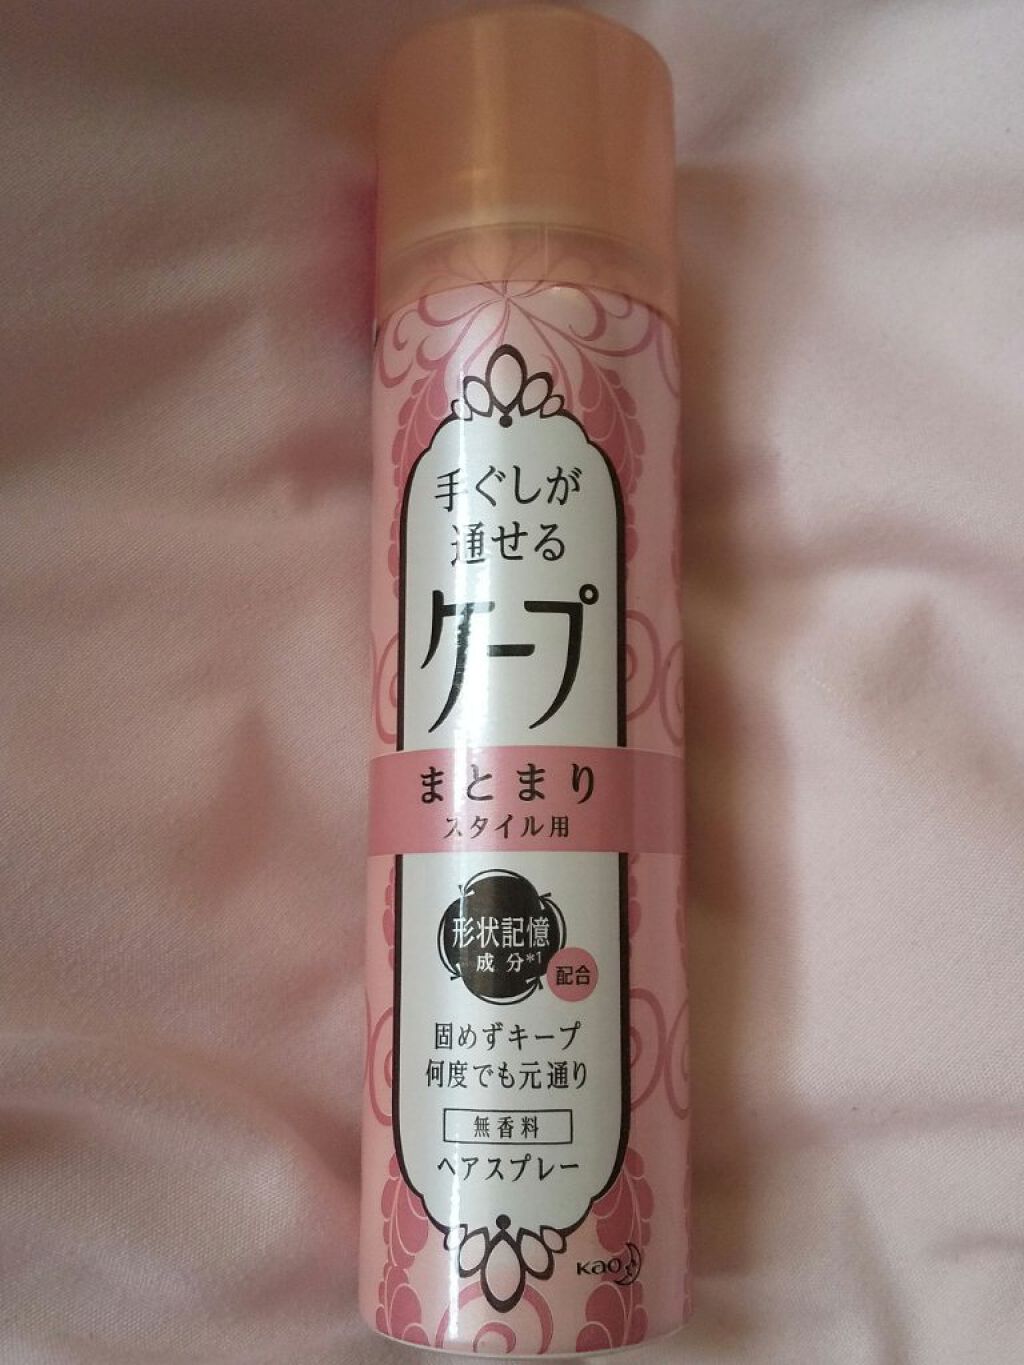 手ぐしが
通せる
ケープ
まとまり
スタイル用
形状記憶
成分*1
配合
固めずキープ
何度でも元通り
無香料
ヘアスプレー
Kao